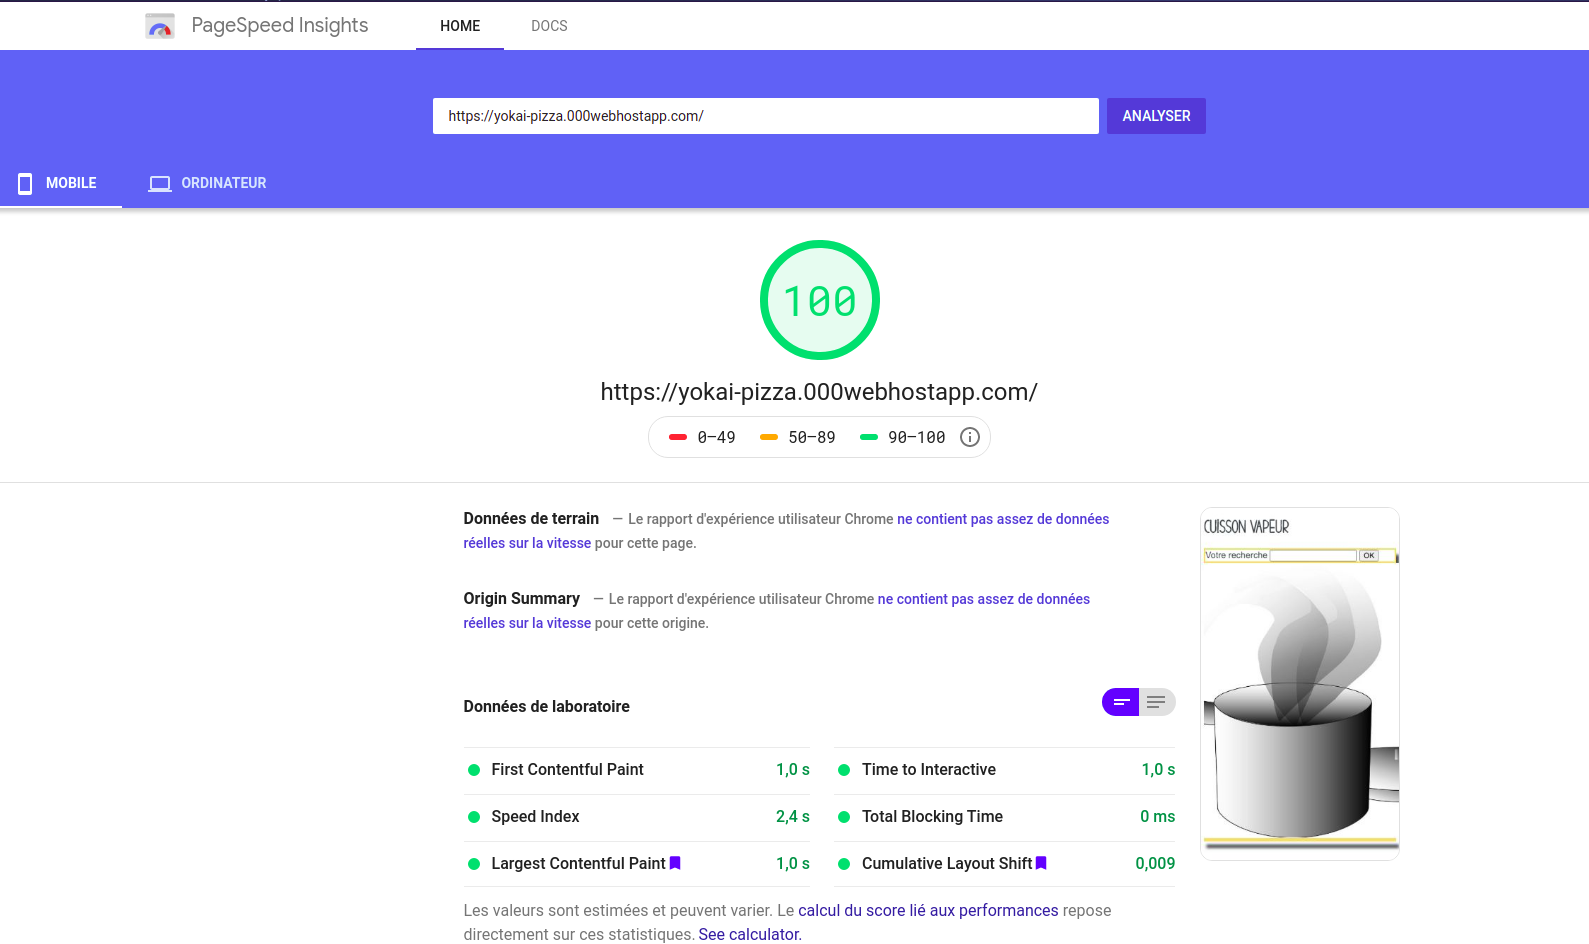 PageSpeed Insights
HOME
DOCS
https://yokai-pizza.000webhostapp.com/
ANALYSER
MOBILE
ORDINATEUR
100
https://yokai-pizza.000webhostapp.com/
0–49
50–89
90–100
Données de terrain — Le rapport d'expérience utilisateur Chrome ne contient pas assez de données
réelles sur la vitesse pour cette page.
Origin Summary — Le rapport d'expérience utilisateur Chrome ne contient pas assez de données
réelles sur la vitesse pour cette origine.
CUISSON VAPEUR
Votre recherche
OK
Données de laboratoire
First Contentful Paint 1,0 s
Time to Interactive 1,0 s
Speed Index 2,4 s
Total Blocking Time 0 ms
Largest Contentful Paint 1,0 s
Cumulative Layout Shift 0,009
Les valeurs sont estimées et peuvent varier. Le calcul du score lié aux performances repose
directement sur ces statistiques. See calculator.